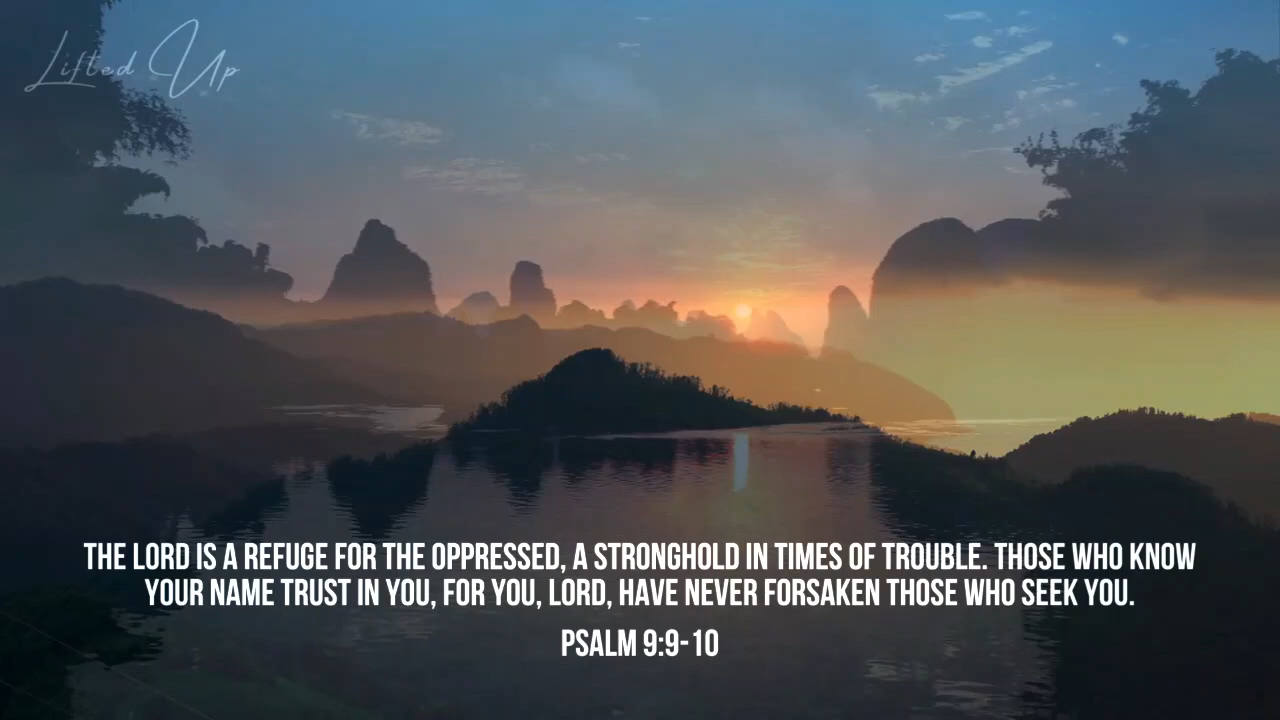 Lifted Up
THE LORD IS A REFUGE FOR THE OPPRESSED, A STRONGHOLD IN TIMES OF TROUBLE. THOSE WHO KNOW
YOUR NAME TRUST IN YOU, FOR YOU, LORD, HAVE NEVER FORSAKEN THOSE WHO SEEK YOU.
PSALM 9:9-10